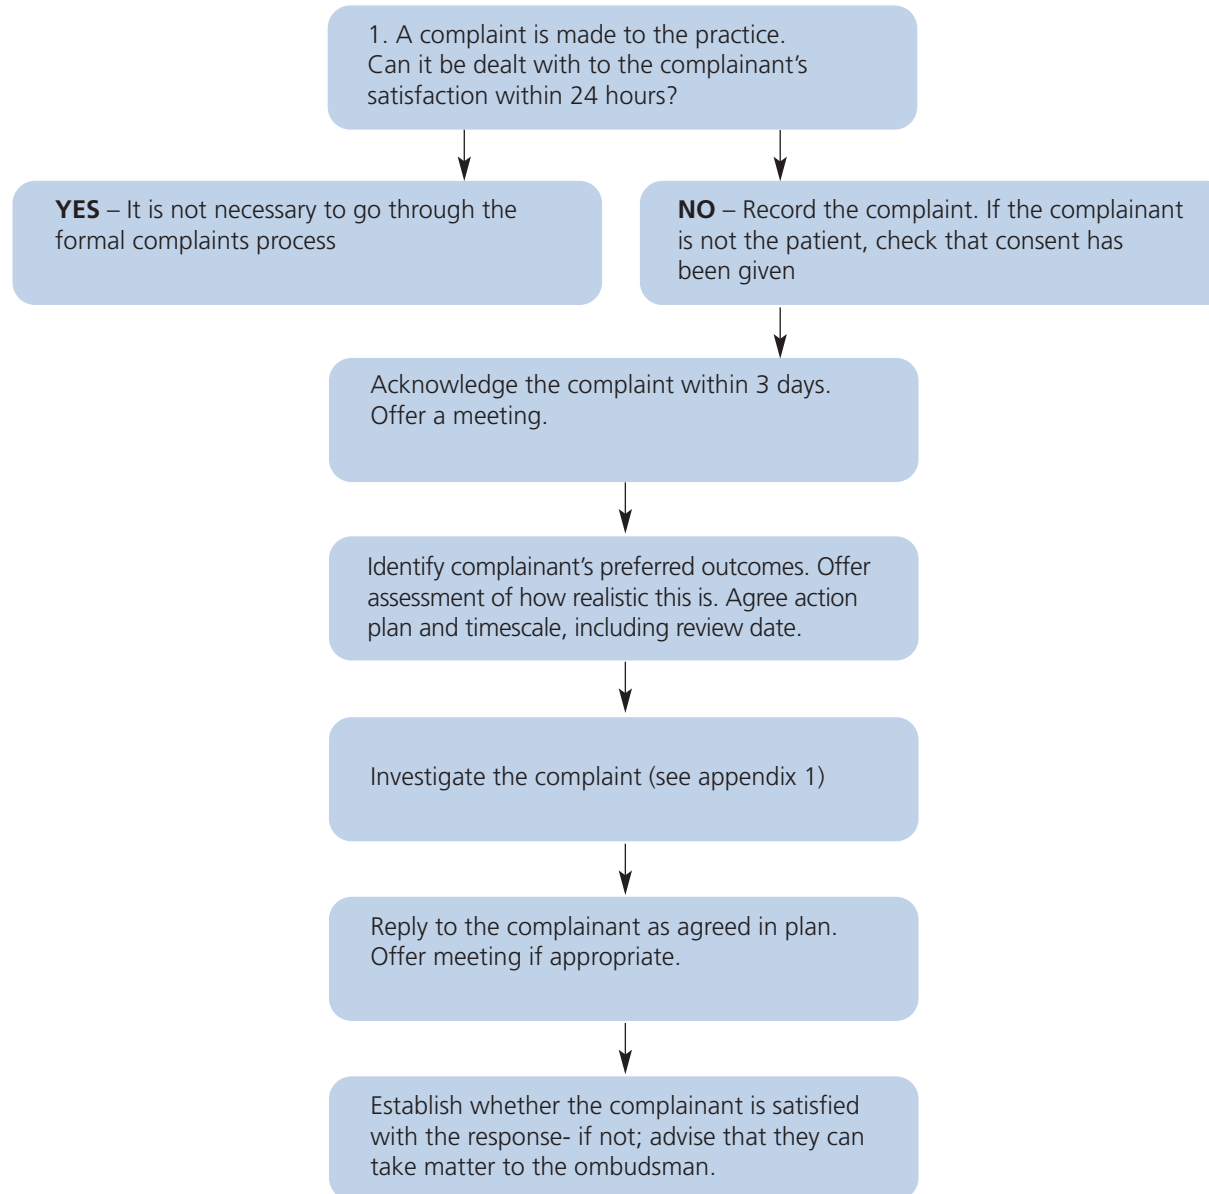 1. A complaint is made to the practice.
Can it be dealt with to the complainant's
satisfaction within 24 hours?
YES – It is not necessary to go through the
formal complaints process
NO – Record the complaint. If the complainant
is not the patient, check that consent has
been given
Acknowledge the complaint within 3 days.
Offer a meeting.
Identify complainant's preferred outcomes. Offer
assessment of how realistic this is. Agree action
plan and timescale, including review date.
Investigate the complaint (see appendix 1)
Reply to the complainant as agreed in plan.
Offer meeting if appropriate.
Establish whether the complainant is satisfied
with the response- if not; advise that they can
take matter to the ombudsman.